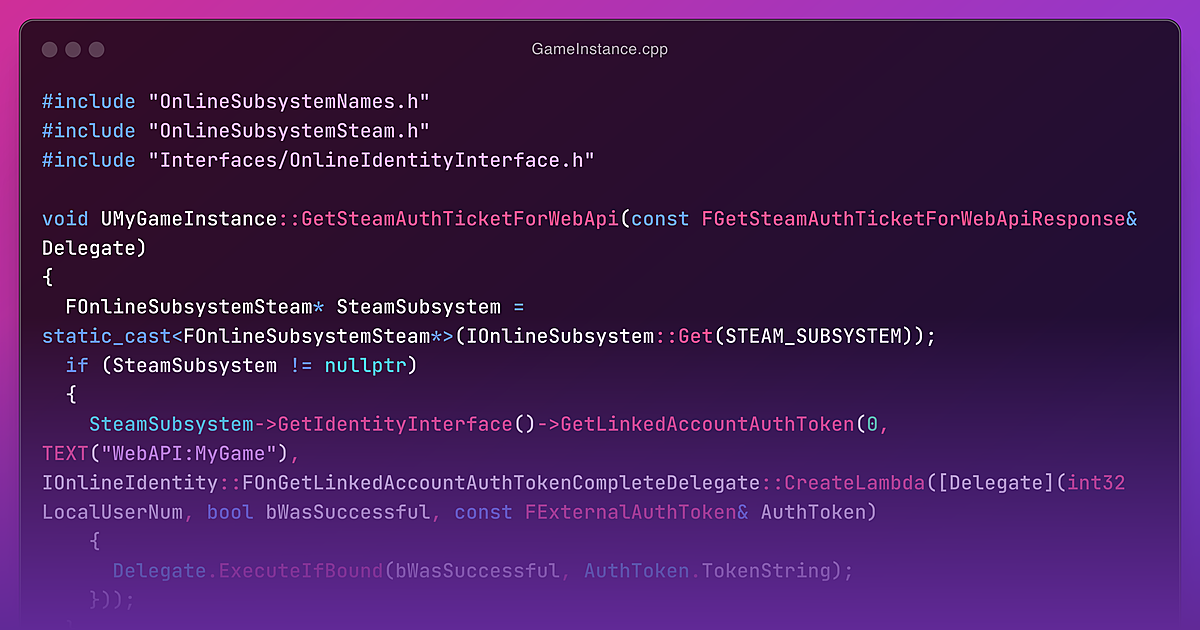 GameInstance.cpp
#include "OnlineSubsystemNames.h"
#include "OnlineSubsystemSteam.h"
#include "Interfaces/OnlineIdentityInterface.h"
void UMyGameInstance::GetSteamAuthTicketForWebApi(const FGetSteamAuthTicketForWebApiResponse&
Delegate)
{
FOnlineSubsystemSteam* SteamSubsystem =
static_cast<FOnlineSubsystemSteam*>(IOnlineSubsystem::Get(STEAM_SUBSYSTEM));
if (SteamSubsystem != nullptr)
{
SteamSubsystem->GetIdentityInterface()->GetLinkedAccountAuthToken(0,
TEXT("WebAPI:MyGame"),
IOnlineIdentity::FOnGetLinkedAccountAuthTokenCompleteDelegate::CreateLambda([Delegate](int32
LocalUserNum, bool bWasSuccessful, const FExternalAuthToken& AuthToken)
{
Delegate.ExecuteIfBound(bWasSuccessful, AuthToken.TokenString);
}));
}